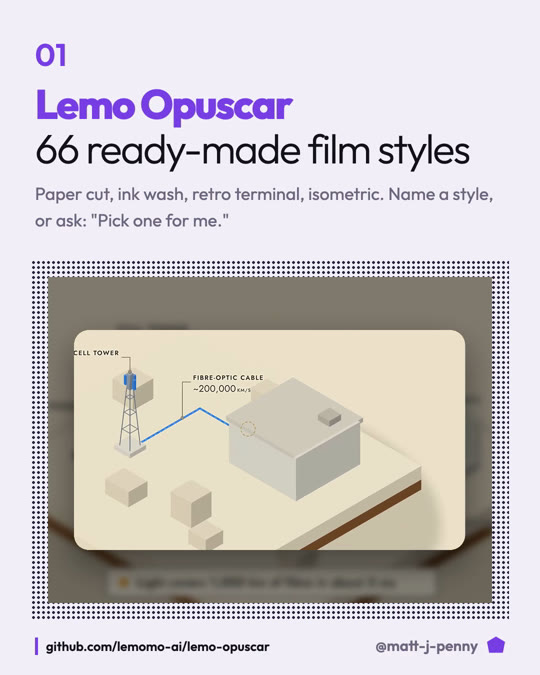 01
Lemo Opuscar
66 ready-made film styles
Paper cut, ink wash, retro terminal, isometric. Name a style,
or ask: "Pick one for me."
CELL TOWER
FIBRE-OPTIC CABLE
~200,000 KM/S
github.com/lemomo-ai/lemo-opuscar
@matt-j-penny